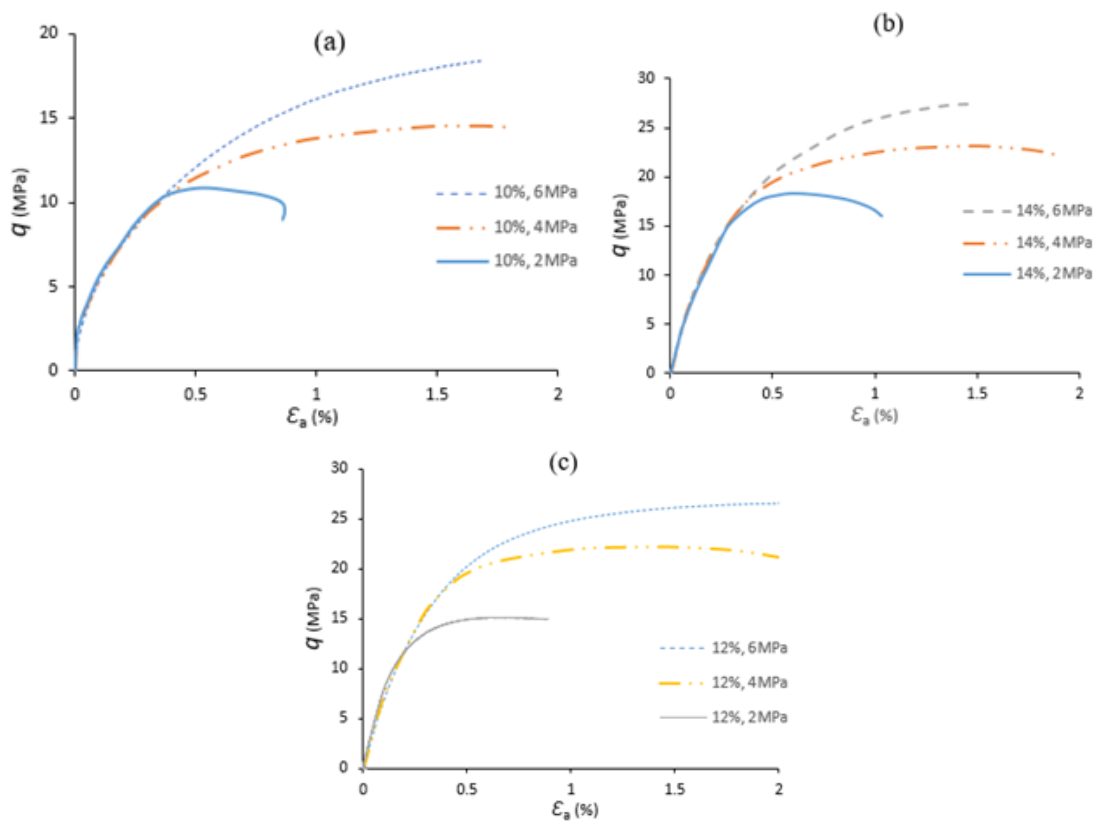 (a)
20
15
10
5
0
q (MPa)
0 0.5 1 1.5 2
Ɛa (%)
10%, 6MPa
10%, 4MPa
10%, 2MPa
(b)
30
25
20
15
10
5
0
q (MPa)
0 0.5 1 1.5 2
Ɛa (%)
14%, 6MPa
14%, 4MPa
14%, 2MPa
(c)
30
25
20
15
10
5
0
q (MPa)
0 0.5 1 1.5 2
Ɛa (%)
12%, 6MPa
12%, 4MPa
12%, 2MPa